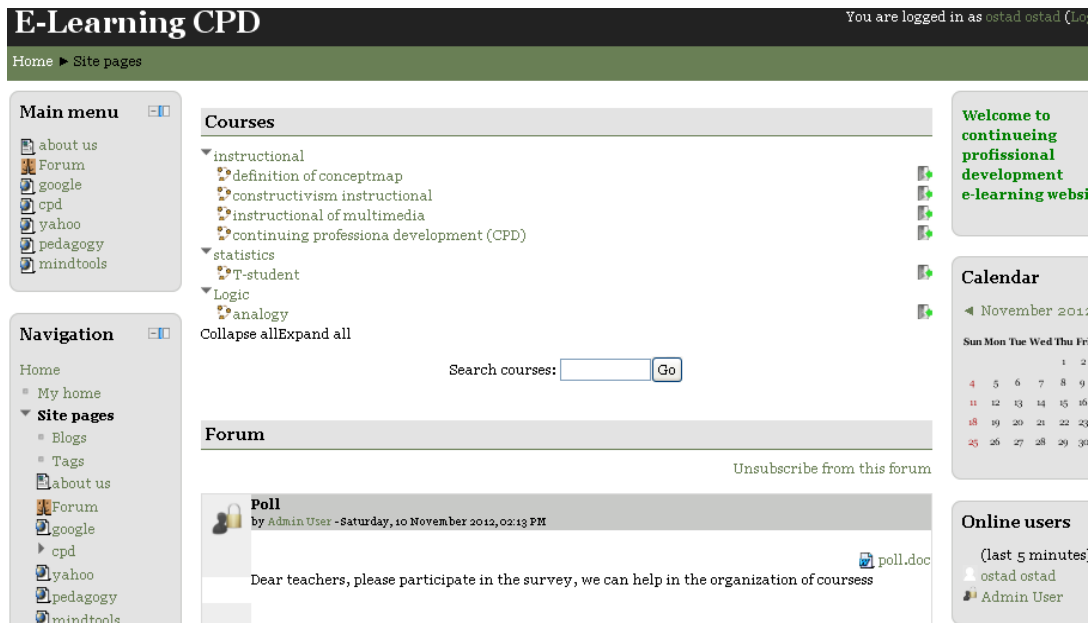 E-Learning CPD
You are logged in as ostad ostad
Home ► Site pages
Main menu
about us
Forum
google
cpd
yahoo
pedagogy
mindtools
Navigation
Home
My home
Site pages
Blogs
Tags
about us
Forum
google
cpd
yahoo
pedagogy
mindtools
Courses
instructional
definition of conceptmap
constructivism instructional
instructional of multimedia
continuing professiona development (CPD)
statistics
T-student
Logic
analogy
Collapse allExpand all
Search courses: Go
Forum
Unsubscribe from this forum
Poll
by Admin User - Saturday, 10 November 2012, 02:13 PM
poll.doc
Dear teachers, please participate in the survey, we can help in the organization of coursess
Welcome to
continueing
profissional
development
e-learning
Calendar
◄ November 2012
Sun Mon Tue Wed Thu Fri
1 2
4 5 6 7 8 9
11 12 13 14 15 16
18 19 20 21 22 23
25 26 27 28 29 30
Online users
(last 5 minutes)
ostad ostad
Admin User